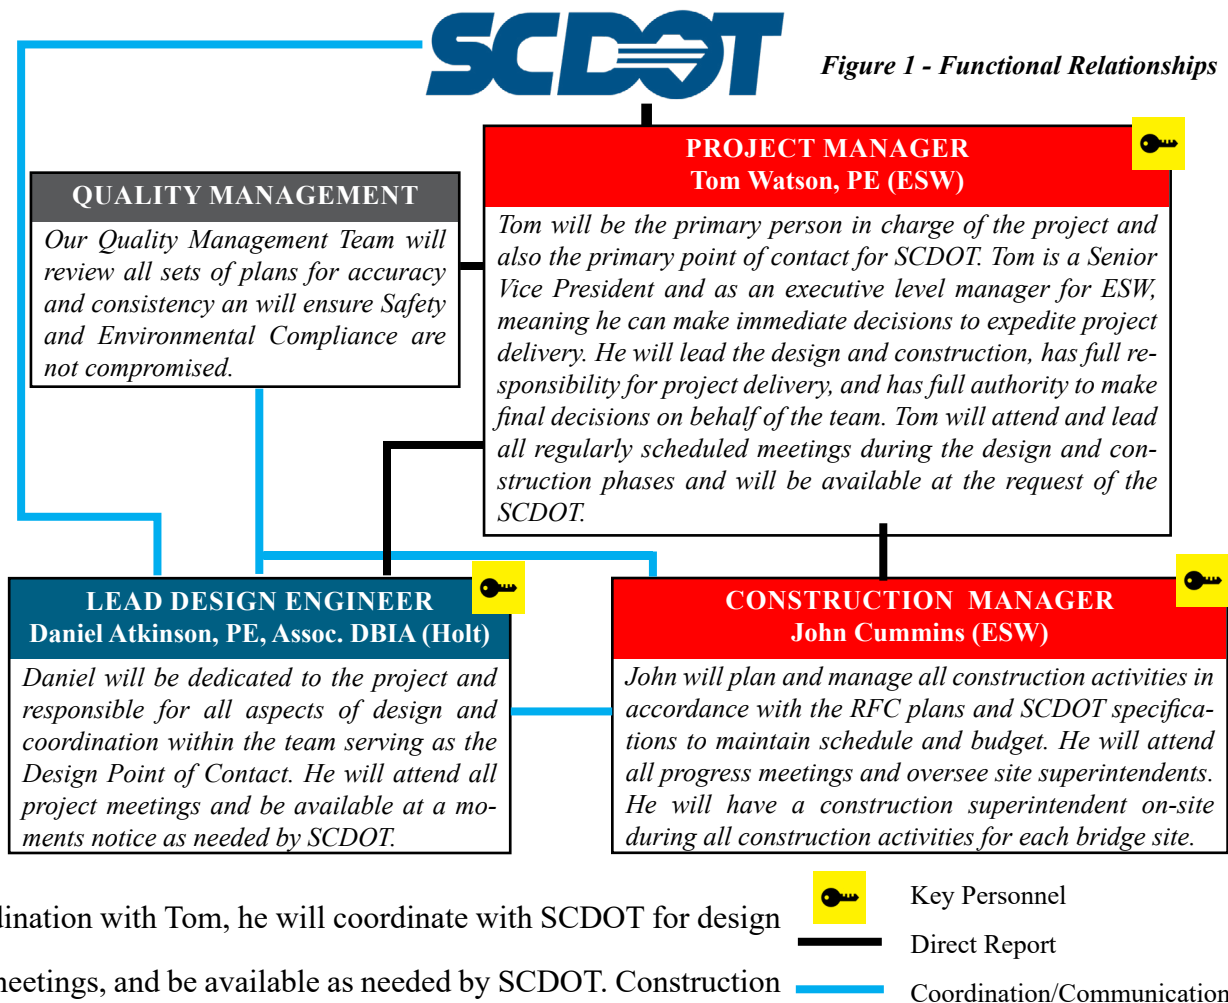 SCDOT
Figure 1 - Functional Relationships
PROJECT MANAGER
Tom Watson, PE (ESW)
Tom will be the primary person in charge of the project and
also the primary point of contact for SCDOT. Tom is a Senior
Vice President and as an executive level manager for ESW,
meaning he can make immediate decisions to expedite project
delivery. He will lead the design and construction, has full re-
sponsibility for project delivery, and has full authority to make
final decisions on behalf of the team. Tom will attend and lead
all regularly scheduled meetings during the design and con-
struction phases and will be available at the request of the
SCDOT.
QUALITY MANAGEMENT
Our Quality Management Team will
review all sets of plans for accuracy
and consistency an will ensure Safety
and Environmental Compliance are
not compromised.
LEAD DESIGN ENGINEER
Daniel Atkinson, PE, Assoc. DBIA (Holt)
Daniel will be dedicated to the project and
responsible for all aspects of design and
coordination within the team serving as the
Design Point of Contact. He will attend all
project meetings and be available at a mo-
ments notice as needed by SCDOT.
CONSTRUCTION MANAGER
John Cummins (ESW)
John will plan and manage all construction activities in
accordance with the RFC plans and SCDOT specifica-
tions to maintain schedule and budget. He will attend
all progress meetings and oversee site superintendents.
He will have a construction superintendent on-site
during all construction activities for each bridge site.
dination with Tom, he will coordinate with SCDOT for design
meetings, and be available as needed by SCDOT. Construction
Key Personnel
Direct Report
Coordination/Communication